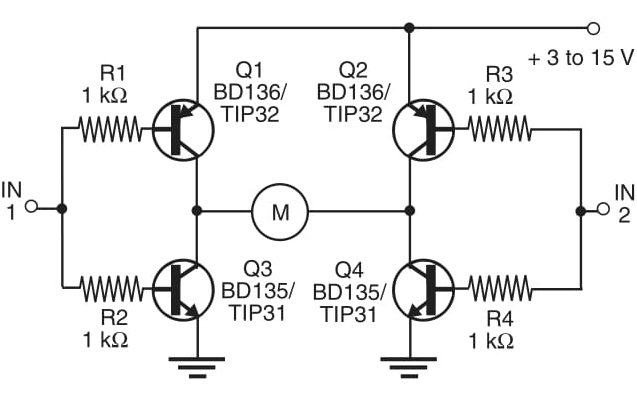 + 3 to 15 V
R1
1 kΩ
Q1
BD136/
TIP32
Q2
BD136/
TIP32
R3
1 kΩ
IN
1
M
IN
2
Q3
BD135/
TIP31
Q4
BD135/
TIP31
R2
1 kΩ
R4
1 kΩ